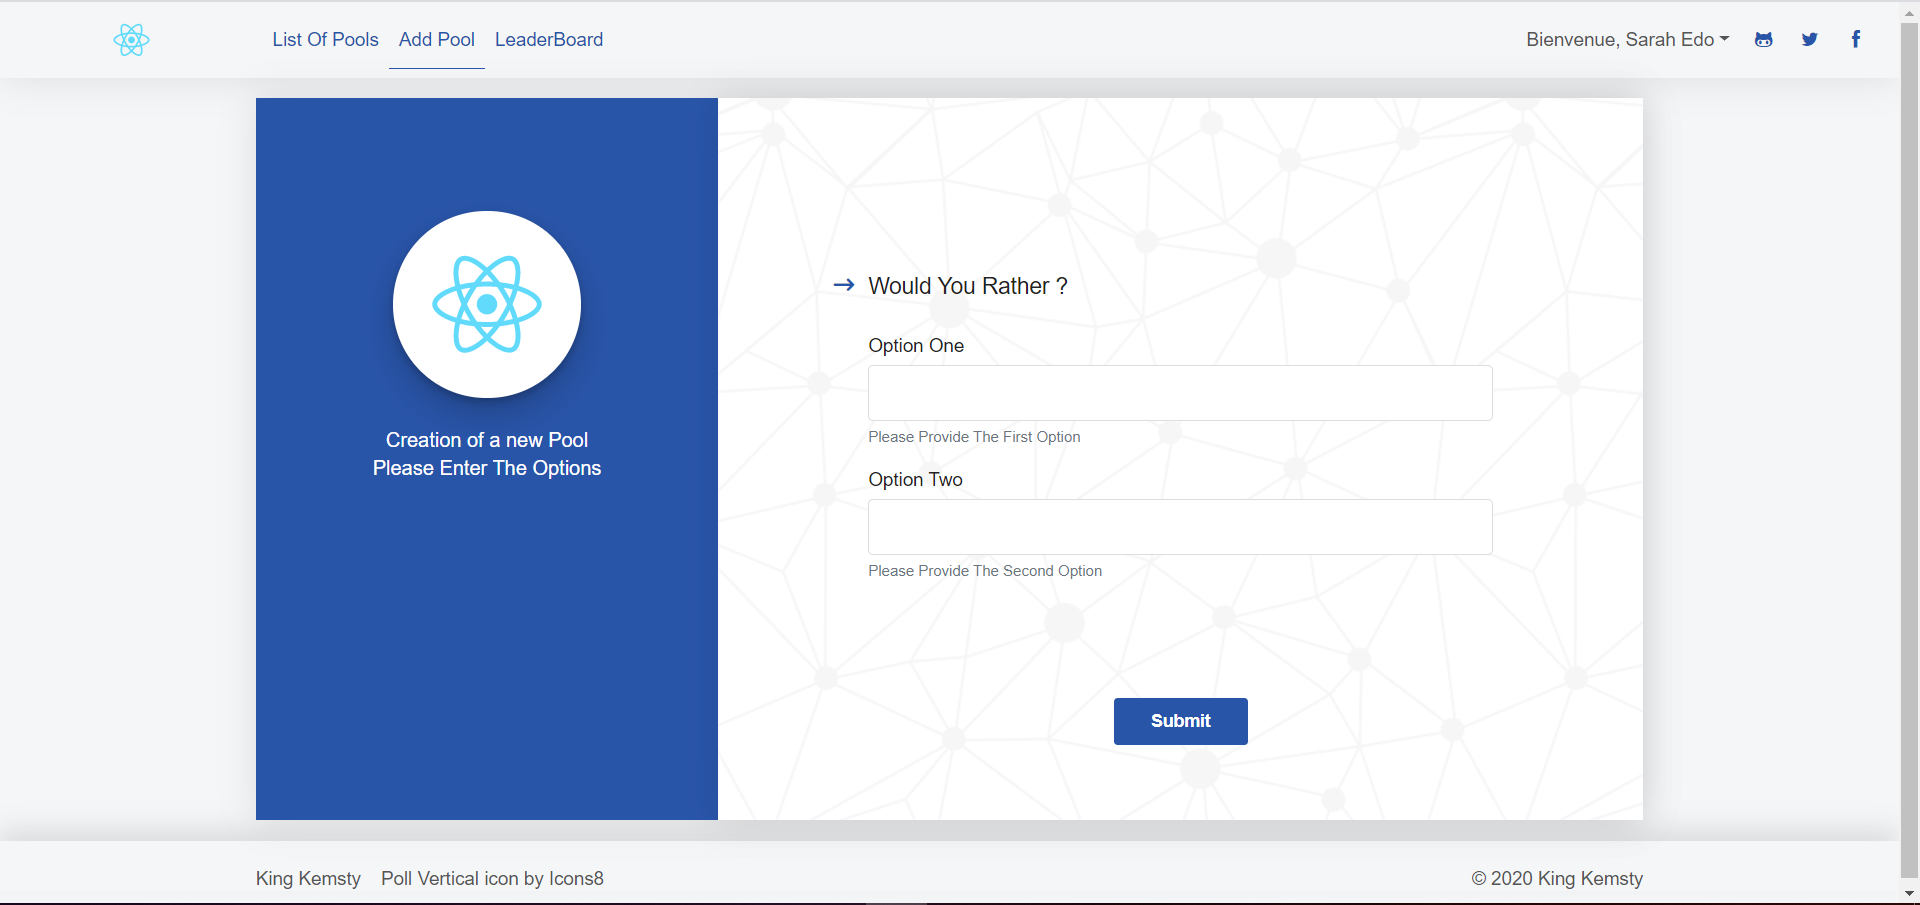 List Of Pools Add Pool LeaderBoard Bienvenue, Sarah Edo
Creation of a new Pool
Please Enter The Options
Would You Rather ?
Option One
Please Provide The First Option
Option Two
Please Provide The Second Option
Submit
King Kemsty Poll Vertical icon by Icons8 © 2020 King Kemsty